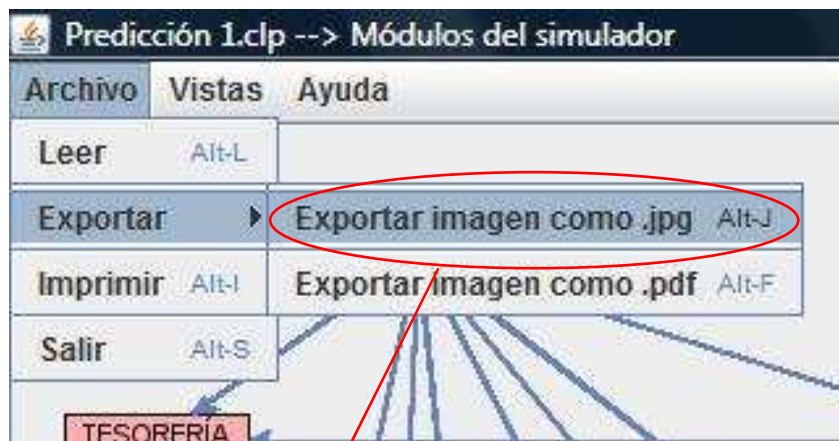 Predicción 1.clp --> Módulos del simulador
Archivo Vistas Ayuda
Leer Alt-L
Exportar Exportar imagen como .jpg Alt-J
Imprimir Alt-I Exportar imagen como .pdf Alt-F
Salir Alt-S
TESORERÍA